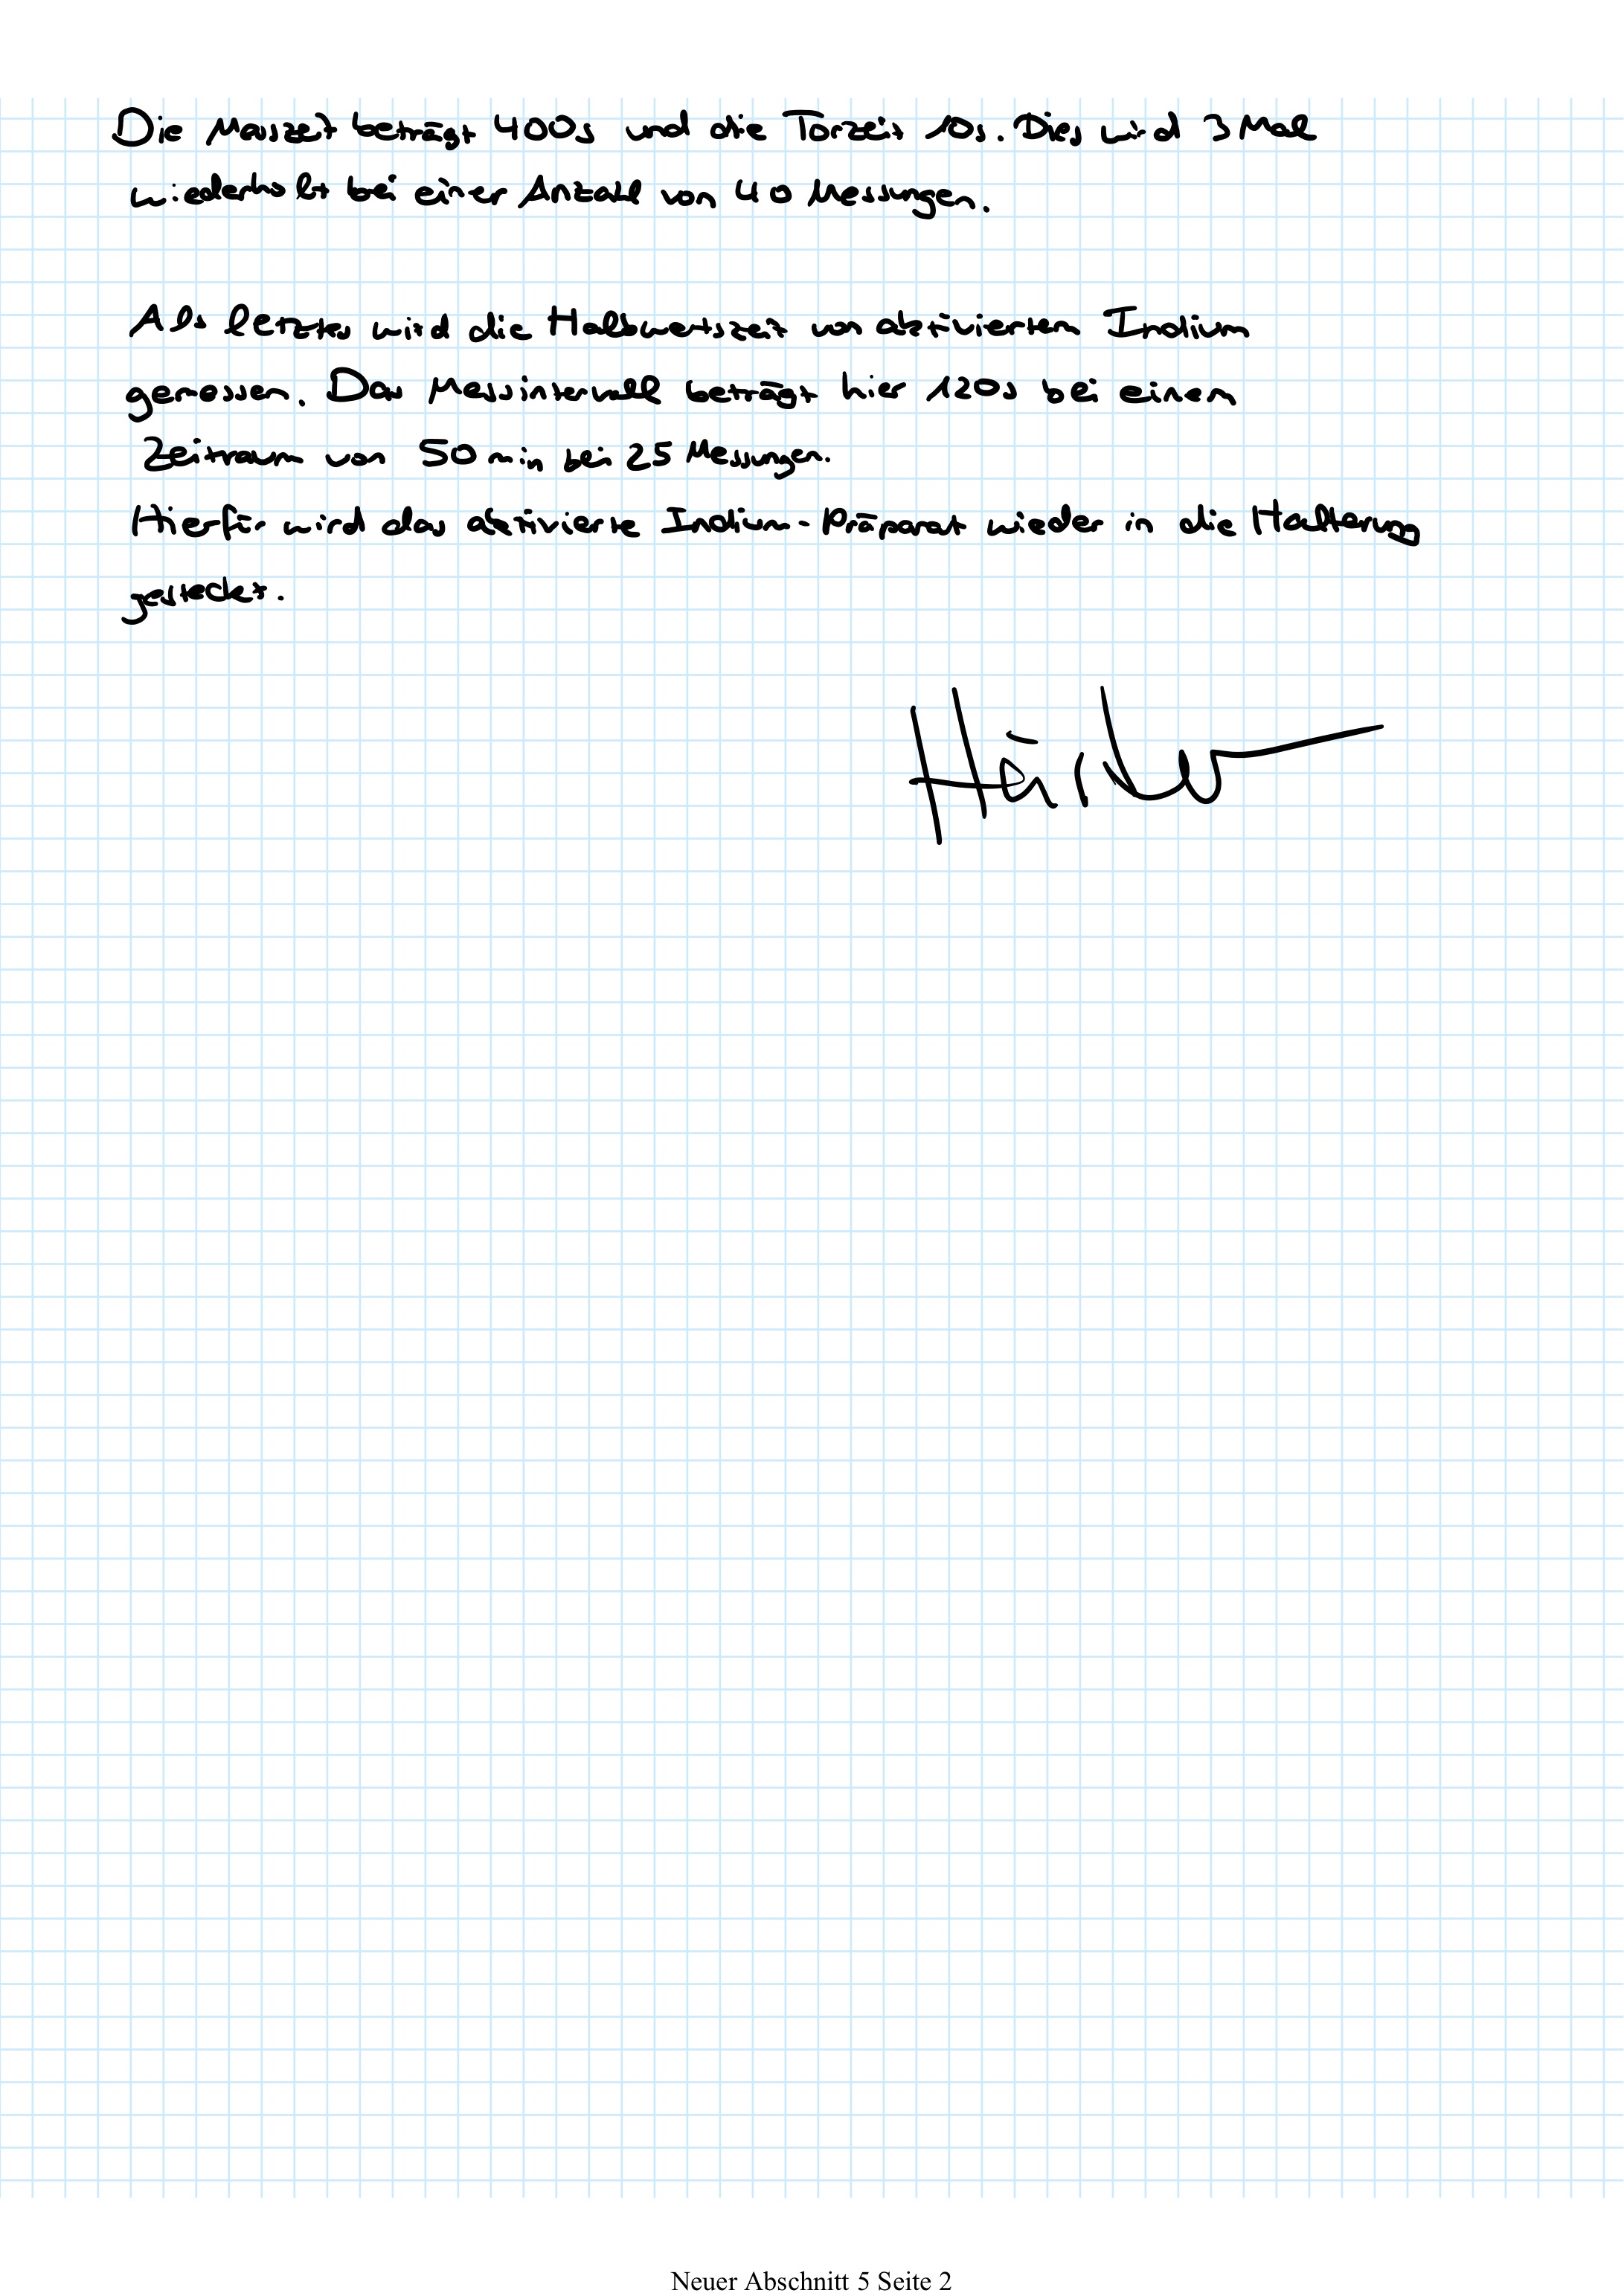 Die Messzeit beträgt 400s und die Torzeit 10s. Dies wird 3 Mal
wiederholt bei einer Anzahl von 40 Messungen.
Als letztes wird die Halbwertszeit von aktiviertem Indium
gemessen. Das Messintervall beträgt hier 120s bei einem
Zeitraum von 50 min bei 25 Messungen.
Hierfür wird das aktivierte Indium-Präparat wieder in die Halterung
gesteckt.
Neuer Abschnitt 5 Seite 2